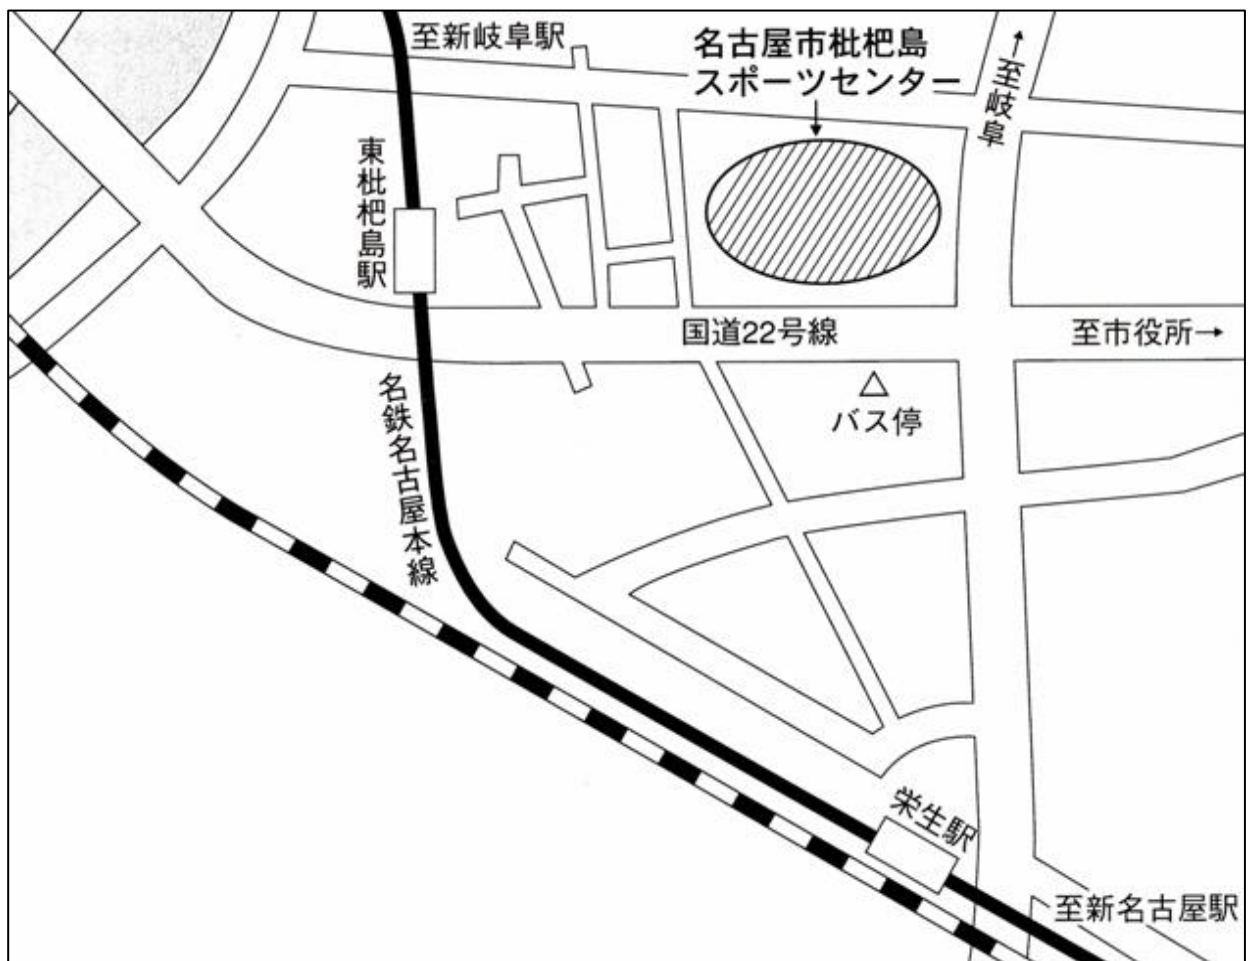 至新岐阜駅
名古屋市枇杷島
スポーツセンター
↑至岐阜
東枇杷島駅
国道22号線
至市役所→
バス停
名鉄名古屋本線
栄生駅
至新名古屋駅